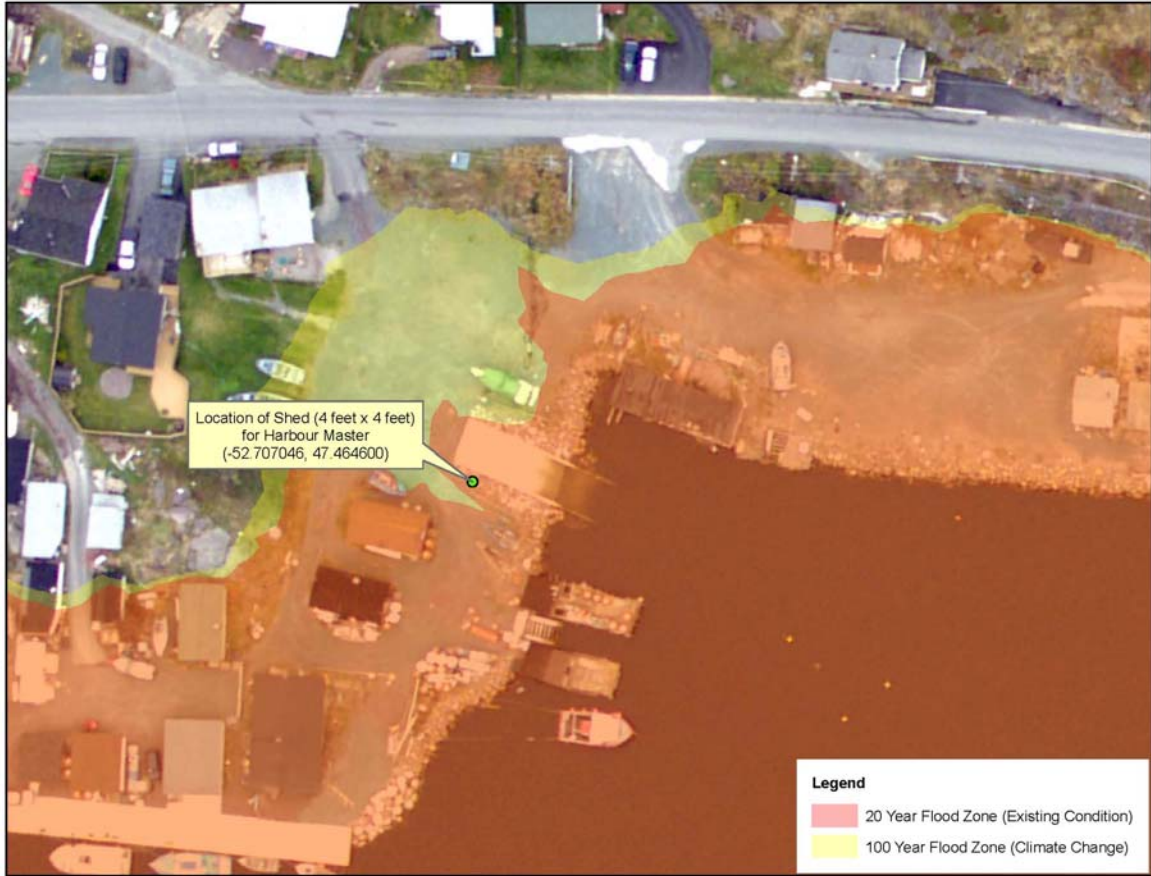 Location of Shed (4 feet x 4 feet)
for Harbour Master
(-52.707046, 47.464600)
Legend
20 Year Flood Zone (Existing Condition)
100 Year Flood Zone (Climate Change)